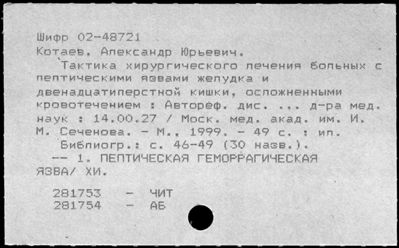 Шифр 02-48721
Котаев, Александр Юрьевич.
Тактика хирургического лечения больных с
пептическими язвами желудка и
двенадцатиперстной кишки, осложненными
кровотечением : Автореф. дис. ... д-ра мед.
наук : 14.00.27 / Моск. мед. акад. им. И.
М. Сеченова. - М., 1999. - 49 с. : ил.
Библиогр.: с. 46-49 (30 назв.).
-- 1. ПЕПТИЧЕСКАЯ ГЕМОРРАГИЧЕСКАЯ
ЯЗВА/ ХИ.
281753 - ЧИТ
281754 - АБ